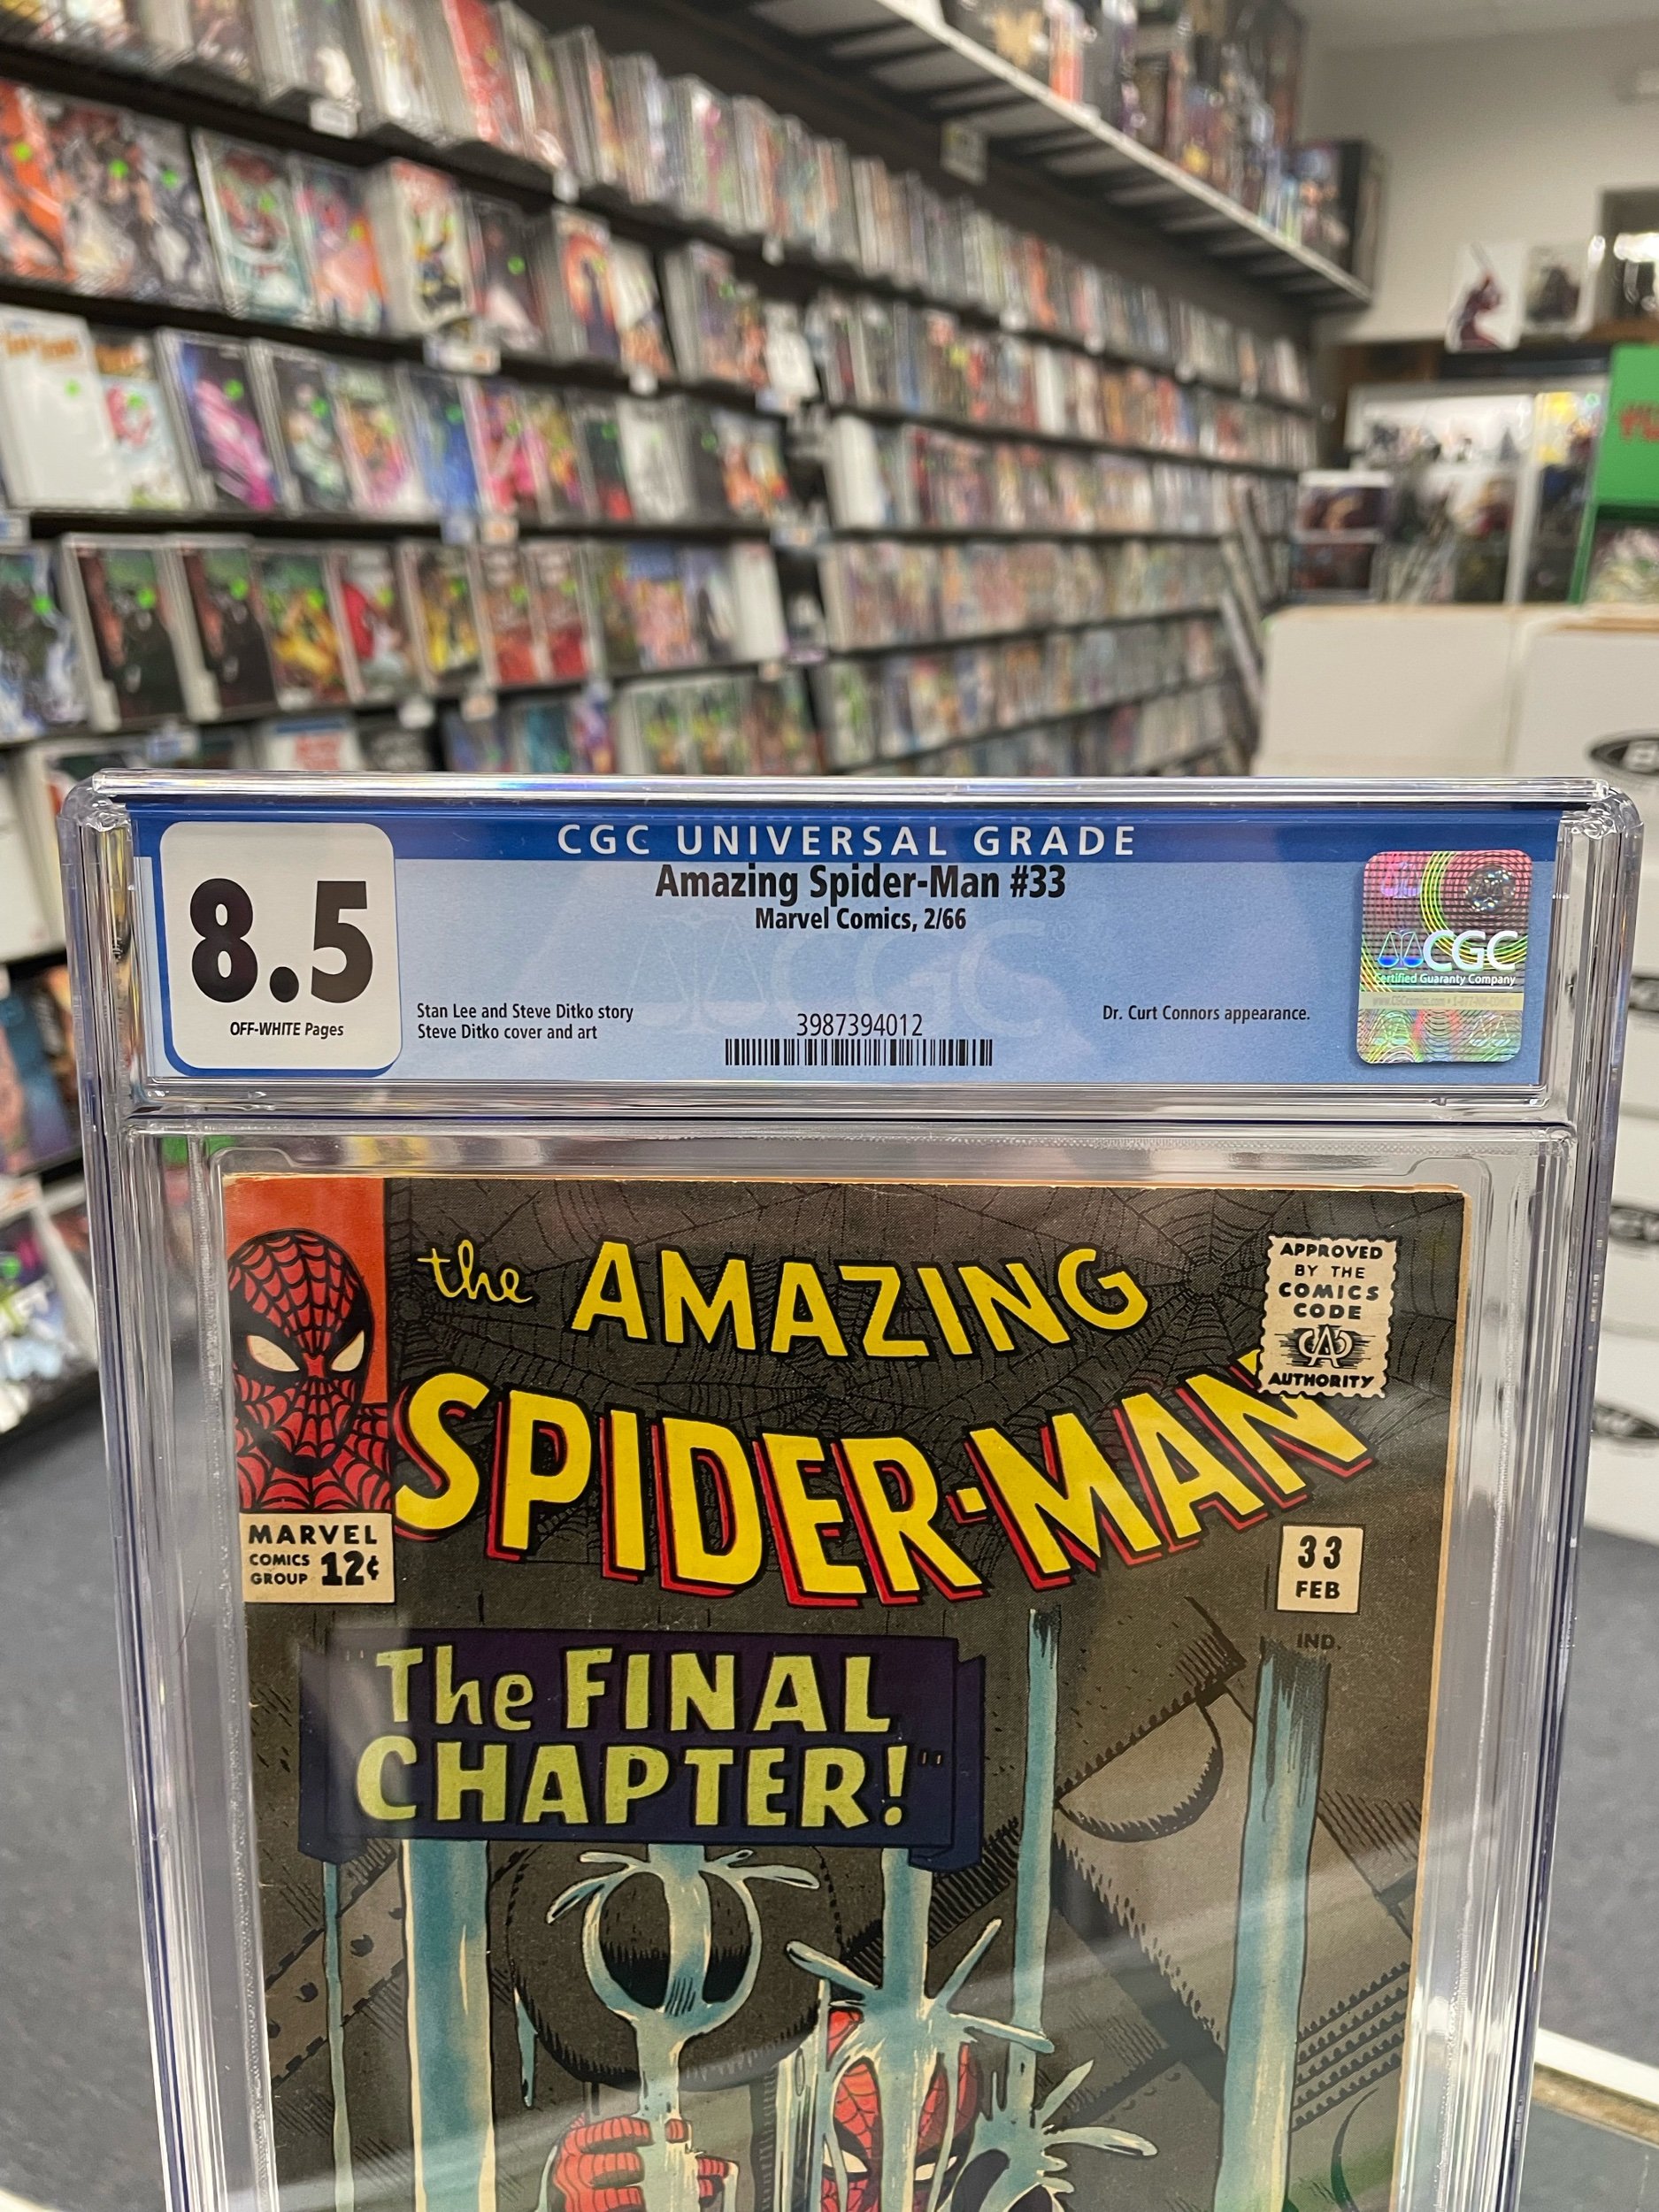 CGC UNIVERSAL GRADE
8.5
OFF-WHITE Pages
Amazing Spider-Man #33
Marvel Comics, 2/66
Stan Lee and Steve Ditko story
Steve Ditko cover and art
3987394012
Dr. Curt Connors appearance.
CGC
Certified Guaranty Company
the AMAZING
SPIDER-MAN
APPROVED
BY THE
COMICS
CODE
CA
AUTHORITY
MARVEL
COMICS
GROUP 12¢
33
FEB
IND.
"The FINAL
CHAPTER!"